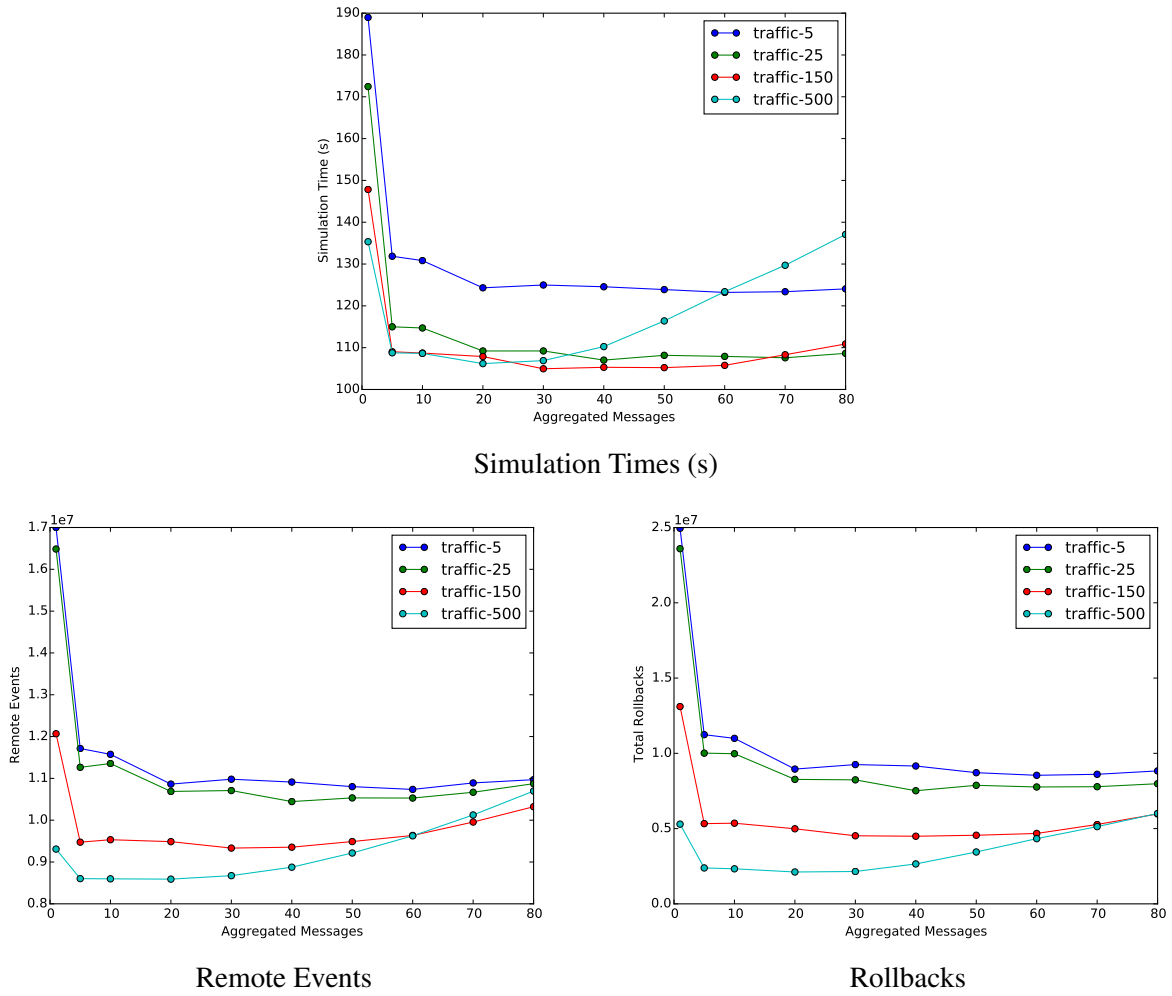 190
180
170
160
150
140
130
120
110
100
Simulation Time (s)
0 10 20 30 40 50 60 70 80
Aggregated Messages
traffic-5
traffic-25
traffic-150
traffic-500
Simulation Times (s)
1e7
1.7
1.6
1.5
1.4
1.3
1.2
1.1
1.0
0.9
0.8
Remote Events
0 10 20 30 40 50 60 70 80
Aggregated Messages
traffic-5
traffic-25
traffic-150
traffic-500
Remote Events
1e7
2.5
2.0
1.5
1.0
0.5
0.0
Total Rollbacks
0 10 20 30 40 50 60 70 80
Aggregated Messages
traffic-5
traffic-25
traffic-150
traffic-500
Rollbacks